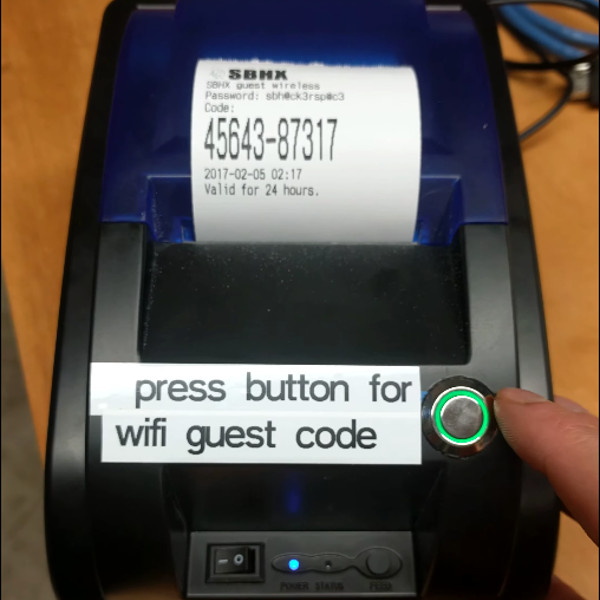 SBHX
SBHX guest wireless
Password: sbh@ck3rsp@c3
Code:
45643-87317
2017-02-05 02:17
Valid for 24 hours.
press button for
wifi guest code
POWER STATUS FEED